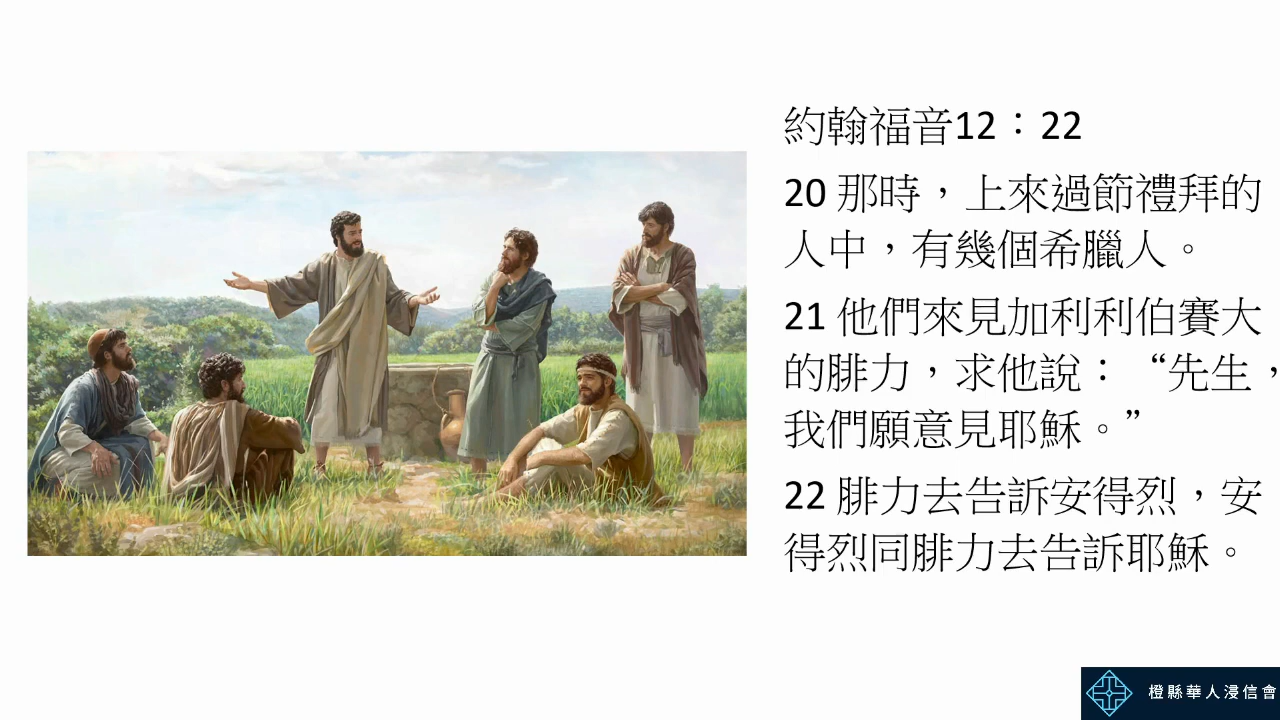 約翰福音12：22
20 那時，上來過節禮拜的
人中，有幾個希臘人。
21 他們來見加利利伯賽大
的腓力，求他說： “先生，
我們願意見耶穌。”
22 腓力去告訴安得烈，安
得烈同腓力去告訴耶穌。
橙縣華人浸信會